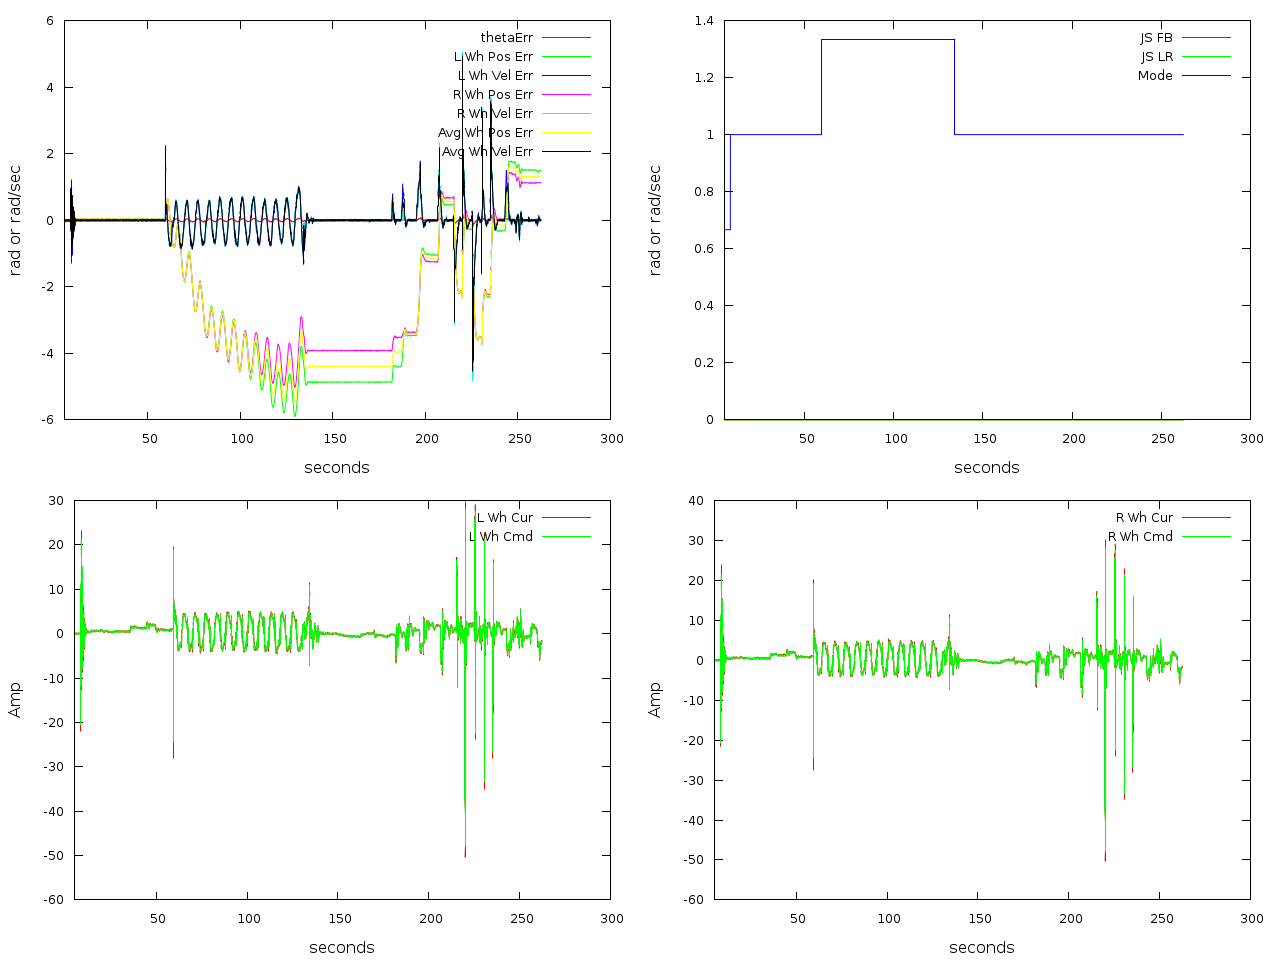 6
4
2
0
-2
-4
-6
rad or rad/sec
thetaErr
L Wh Pos Err
L Wh Vel Err
R Wh Pos Err
R Wh Vel Err
Avg Wh Pos Err
Avg Wh Vel Err
50
100
150
200
250
300
seconds
1.4
1.2
1
0.8
0.6
0.4
0.2
0
rad or rad/sec
JS FB
JS LR
Mode
50
100
150
200
250
300
seconds
30
20
10
0
-10
-20
-30
-40
-50
-60
Amp
L Wh Cur
L Wh Cmd
50
100
150
200
250
300
seconds
40
30
20
10
0
-10
-20
-30
-40
-50
-60
Amp
R Wh Cur
R Wh Cmd
50
100
150
200
250
300
seconds